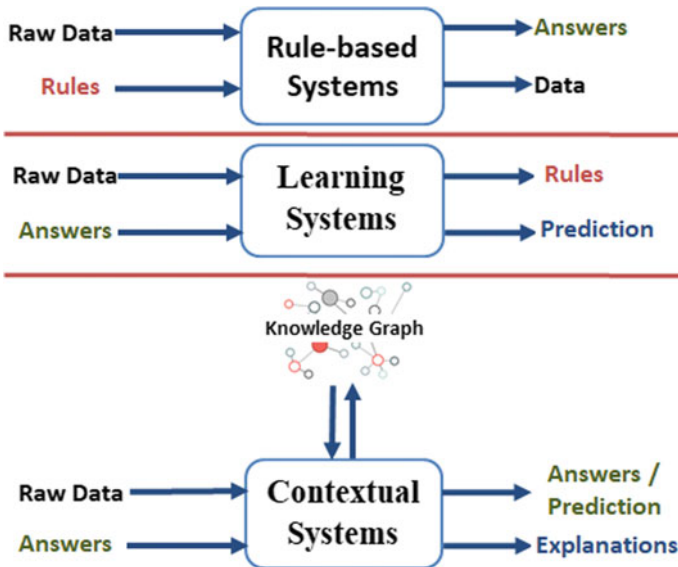 Raw Data
Rules
Rule-based
Systems
Answers
Data
Raw Data
Answers
Learning
Systems
Rules
Prediction
Knowledge Graph
Raw Data
Answers
Contextual
Systems
Answers /
Prediction
Explanations